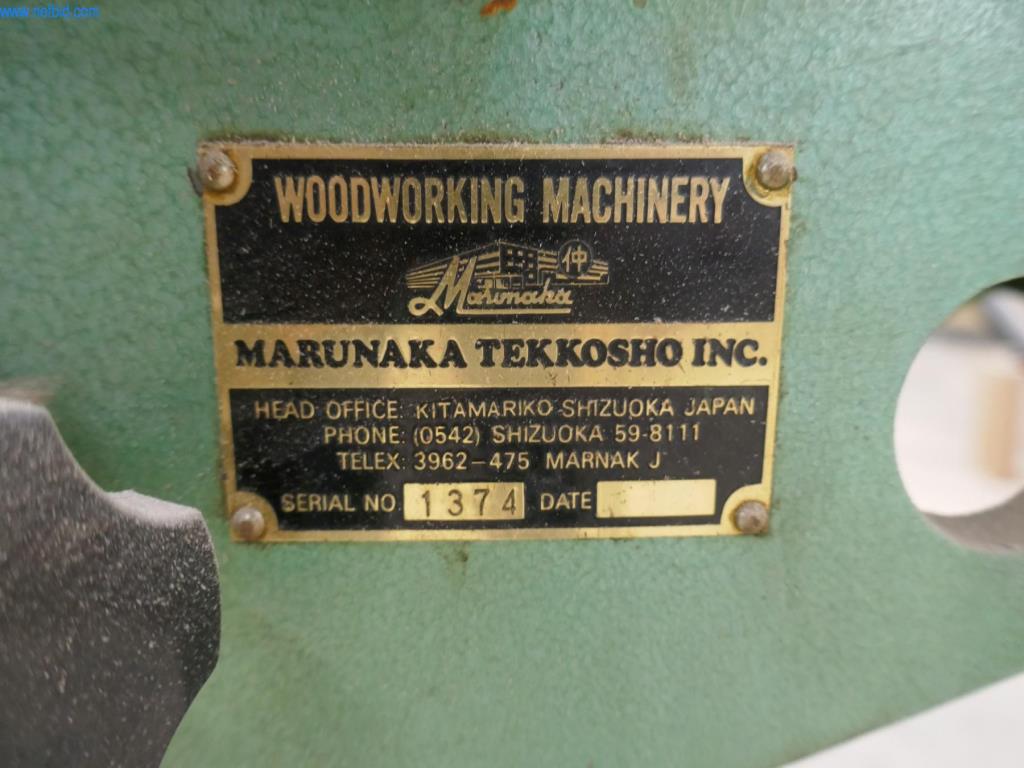 www.netbid.com
WOODWORKING MACHINERY
仲
Marunaka
MARUNAKA TEKKOSHO INC.
HEAD OFFICE: KITAMARIKO SHIZUOKA JAPAN
PHONE: (0542) SHIZUOKA 59-8111
TELEX: 3962-475 MARNAK J
SERIAL NO. 1374 DATE